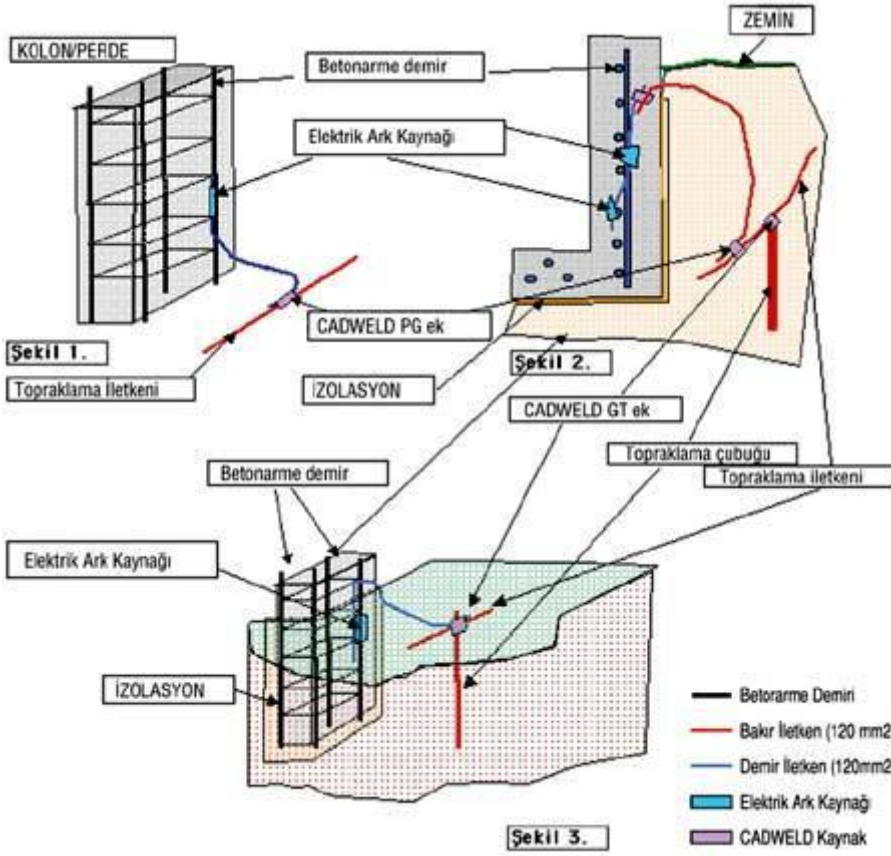 ZEMİN
KOLON/PERDE
Betonarme demir
Elektrik Ark Kaynağı
CADWELD PG ek
Şekil 1.
Topraklama İletkeni
İZOLASYON
Şekil 2.
CADWELD GT ek
Topraklama çubuğu
Topraklama iletkeni
Betonarme demir
Elektrik Ark Kaynağı
İZOLASYON
Betorarme Demiri
Bakır İletken (120 mm2
Demir İletken (120mm2
Elektrik Ark Kaynağı
CADWELD Kaynak
Şekil 3.